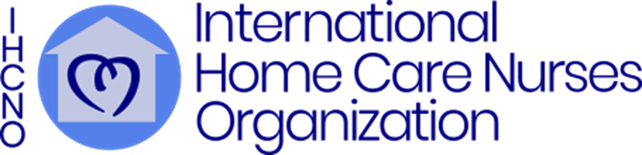 IHCNO
International
Home Care Nurses
Organization